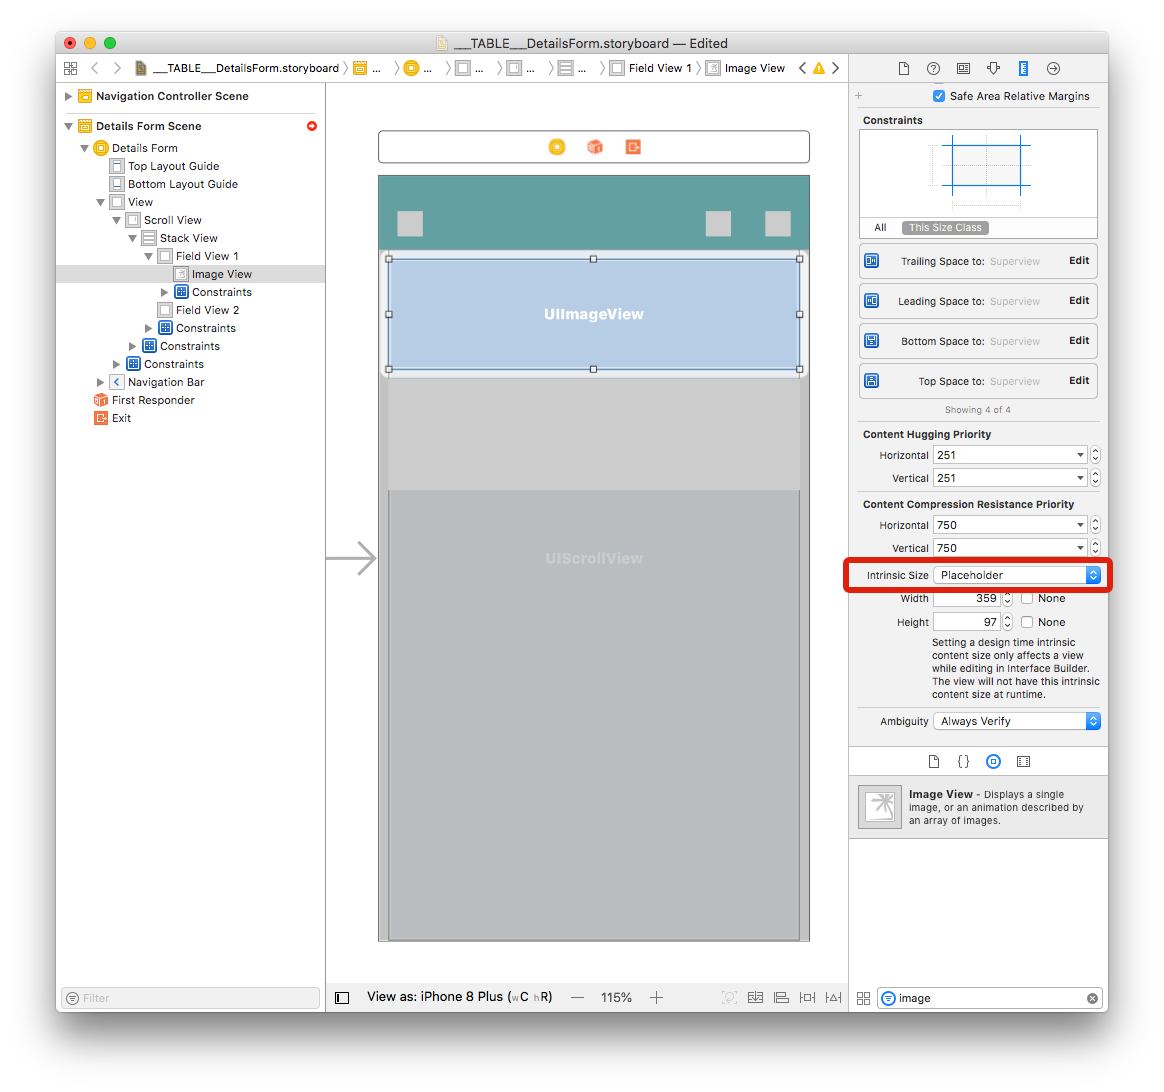 ___TABLE___DetailsForm.storyboard — Edited
___TABLE___DetailsForm.storyboard
...
...
...
...
...
Field View 1
Image View
Navigation Controller Scene
Details Form Scene
Details Form
Top Layout Guide
Bottom Layout Guide
View
Scroll View
Stack View
Field View 1
Image View
Constraints
Field View 2
Constraints
Constraints
Constraints
Navigation Bar
First Responder
Exit
Filter
UIImageView
UIScrollView
View as: iPhone 8 Plus (wC hR)
— 115% +
+
Safe Area Relative Margins
Constraints
All
This Size Class
Trailing Space to: Superview Edit
Leading Space to: Superview Edit
Bottom Space to: Superview Edit
Top Space to: Superview Edit
Showing 4 of 4
Content Hugging Priority
Horizontal 251
Vertical 251
Content Compression Resistance Priority
Horizontal 750
Vertical 750
Intrinsic Size Placeholder
Width 359 None
Height 97 None
Setting a design time intrinsic
content size only affects a view
while editing in Interface Builder.
The view will not have this intrinsic
content size at runtime.
Ambiguity Always Verify
{}
Image View - Displays a single
image, or an animation described by
an array of images.
image